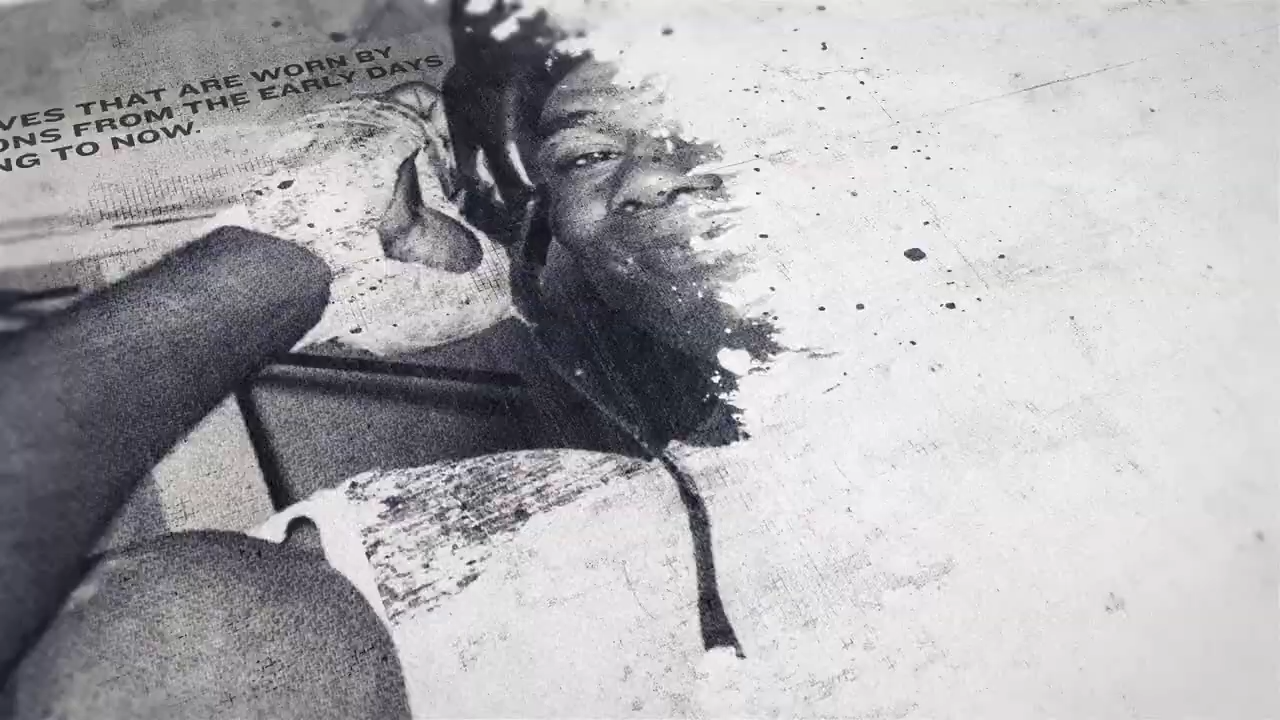 VES THAT ARE WORN BY
ONS FROM THE EARLY DAYS
NG TO NOW.